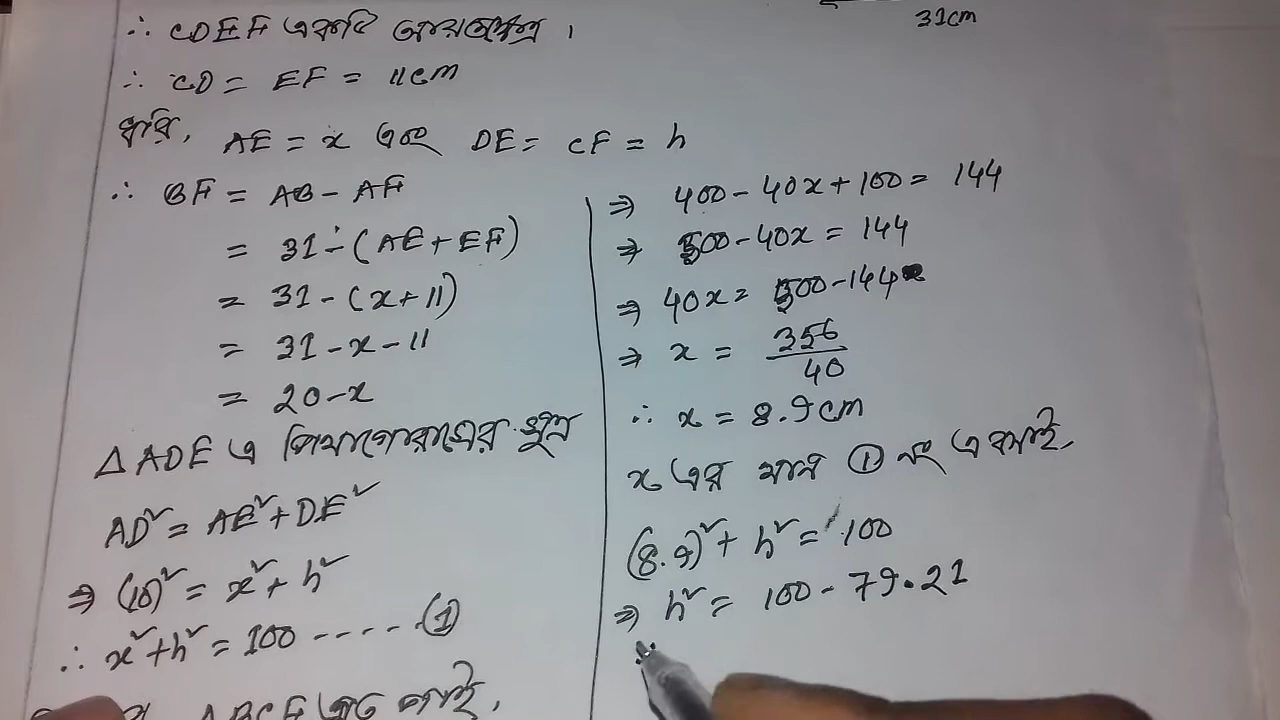 31cm
∴ CDEF একটি আয়তক্ষেত্র ।
∴ CD = EF = 11cm
ধরি, AE = x এবং DE = CF = h
∴ BF = AB - AF
= 31 - (AE + EF)
= 31 - (x + 11)
= 31 - x - 11
= 20 - x
△ ADE এ পিথাগোরাসের সূত্র
AD² = AE² + DE²
⇒ (10)² = x² + h²
∴ x² + h² = 100 ----- (1)
△BCF এ পাই,
⇒ 400 - 40x + 100 = 144
⇒ 500 - 40x = 144
⇒ 40x = 500 - 144
⇒ x = 356/40
∴ x = 8.9 cm
x এর মান ① নং এ বসাই
(8.9)² + h² = 100
⇒ h² = 100 - 79.21